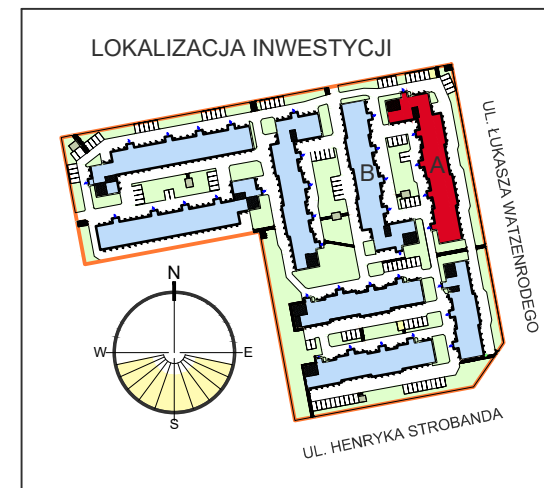 LOKALIZACJA INWESTYCJI
UL. ŁUKASZA WATZENRODEGO
A
B
N
W
E
S
UL. HENRYKA STROBANDA